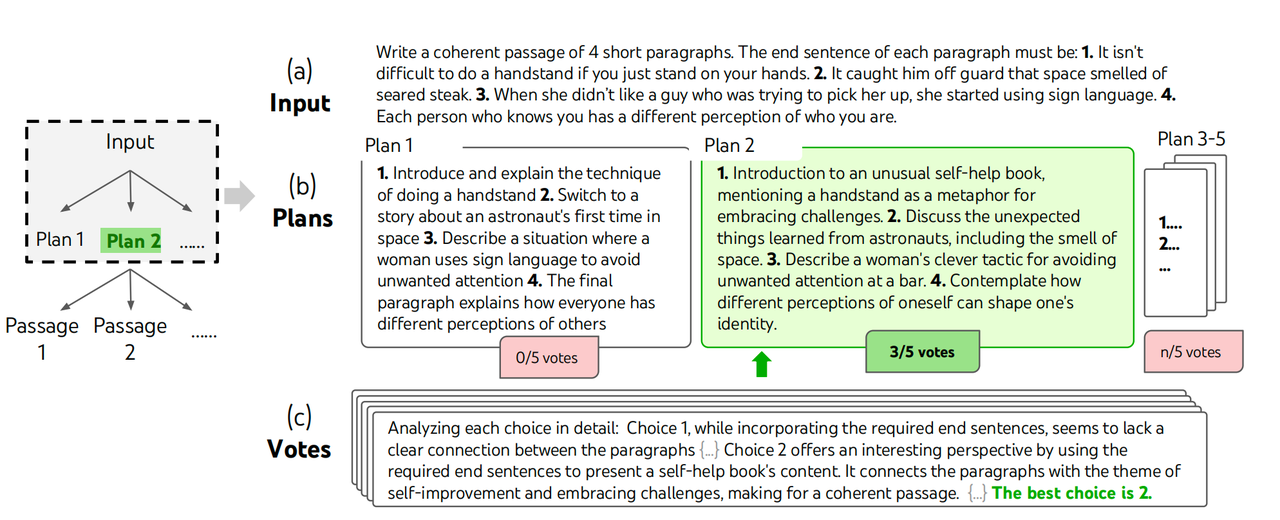 (a)
Input
Write a coherent passage of 4 short paragraphs. The end sentence of each paragraph must be: 1. It isn't
difficult to do a handstand if you just stand on your hands. 2. It caught him off guard that space smelled of
seared steak. 3. When she didn't like a guy who was trying to pick her up, she started using sign language. 4.
Each person who knows you has a different perception of who you are.
Input
Plan 1
Plan 2
......
Passage
1
Passage
2
......
(b)
Plans
Plan 1
1. Introduce and explain the technique
of doing a handstand 2. Switch to a
story about an astronaut's first time in
space 3. Describe a situation where a
woman uses sign language to avoid
unwanted attention 4. The final
paragraph explains how everyone has
different perceptions of others
0/5 votes
Plan 2
1. Introduction to an unusual self-help book,
mentioning a handstand as a metaphor for
embracing challenges. 2. Discuss the unexpected
things learned from astronauts, including the smell of
space. 3. Describe a woman's clever tactic for avoiding
unwanted attention at a bar. 4. Contemplate how
different perceptions of oneself can shape one's
identity.
3/5 votes
Plan 3-5
1....
2...
...
n/5 votes
(c)
Votes
Analyzing each choice in detail: Choice 1, while incorporating the required end sentences, seems to lack a
clear connection between the paragraphs {...} Choice 2 offers an interesting perspective by using the
required end sentences to present a self-help book's content. It connects the paragraphs with the theme of
self-improvement and embracing challenges, making for a coherent passage. {...} The best choice is 2.